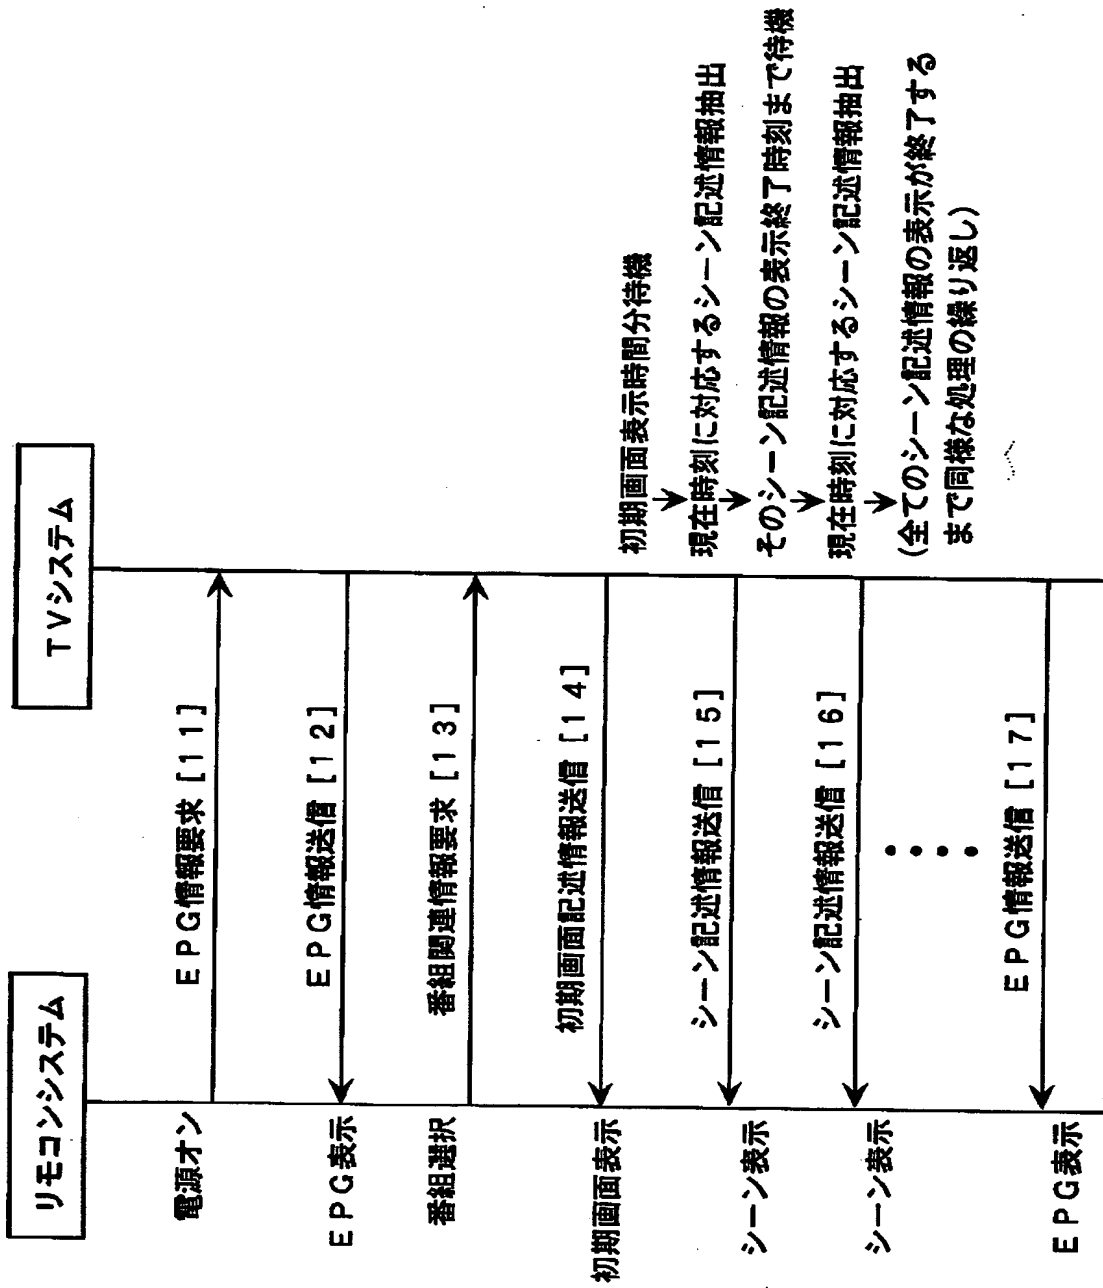 リモコンシステム
TVシステム
電源オン
EPG情報要求 [11]
EPG情報送信 [12]
EPG表示
番組選択
番組関連情報要求 [13]
初期画面記述情報送信 [14]
初期画面表示
初期画面表示時間分待機
現在時刻に対応するシーン記述情報抽出
シーン記述情報送信 [15]
シーン表示
そのシーン記述情報の表示終了時刻まで待機
現在時刻に対応するシーン記述情報抽出
シーン記述情報送信 [16]
シーン表示
(全てのシーン記述情報の表示が終了する
まで同様な処理の繰り返し)
EPG情報送信 [17]
EPG表示